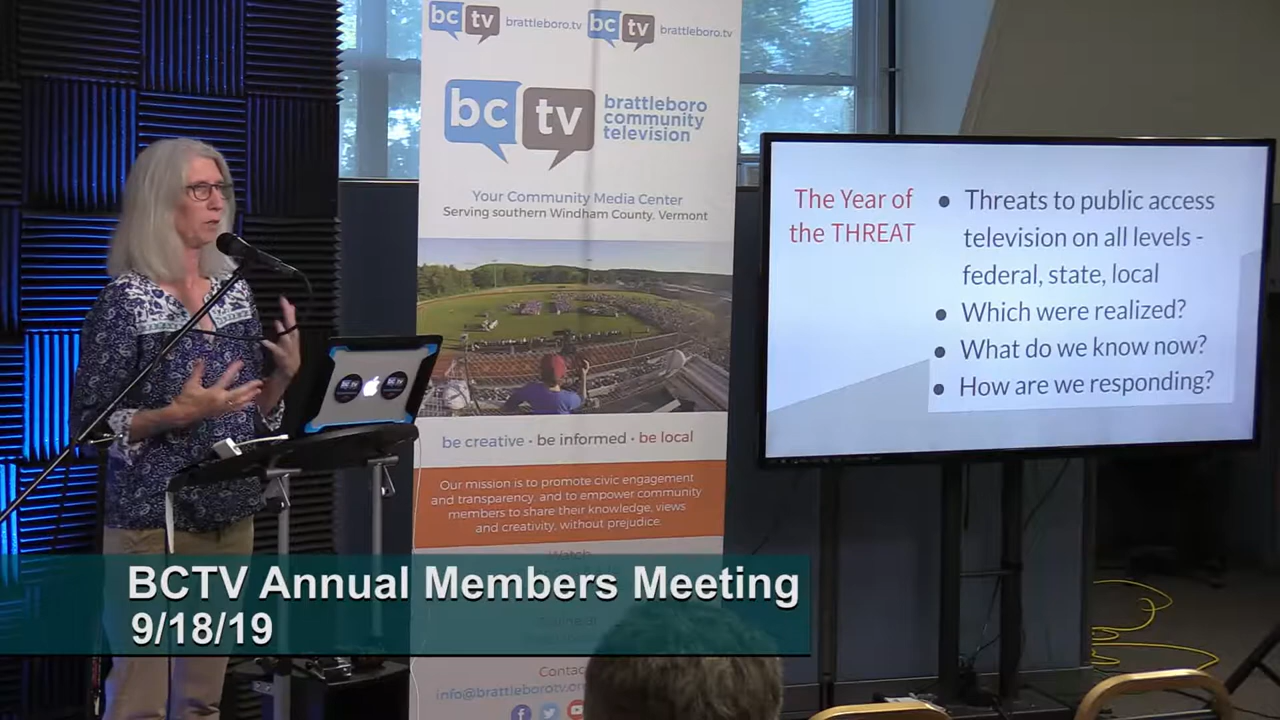 bc tv brattleboro.tv bc tv brattleboro.tv
bc tv brattleboro
community
television
Your Community Media Center
Serving southern Windham County, Vermont
be creative · be informed · be local
Our mission is to promote civic engagement
and transparency, and to empower community
members to share their knowledge, views
and creativity, without prejudice.
Watch
info@brattleborotv.or
The Year of
the THREAT
● Threats to public access
television on all levels -
federal, state, local
● Which were realized?
● What do we know now?
● How are we responding?
BCTV Annual Members Meeting
9/18/19